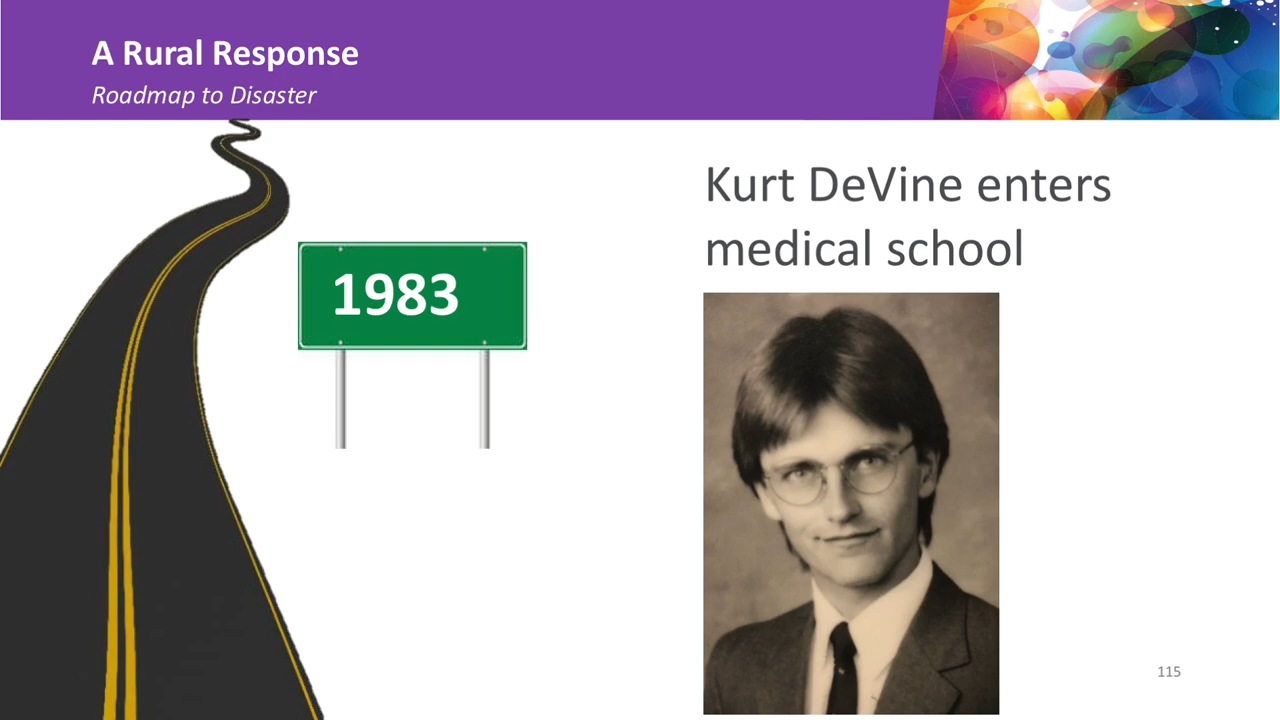 A Rural Response
Roadmap to Disaster
1983
Kurt DeVine enters
medical school
115